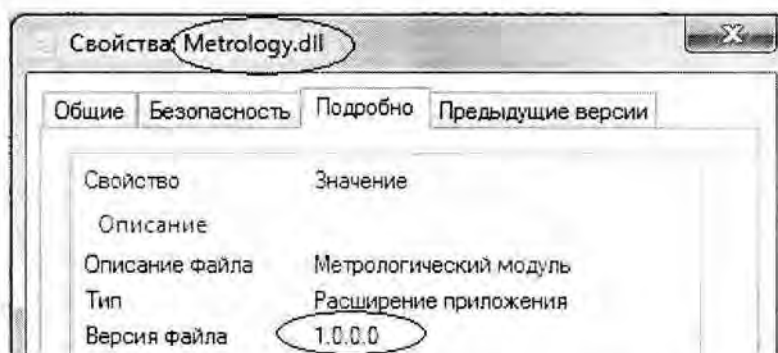 Свойства: Metrology.dll
Общие Безопасность Подробно Предыдущие версии
Свойство Значение
Описание
Описание файла Метрологический модуль
Тип Расширение приложения
Версия файла 1.0.0.0